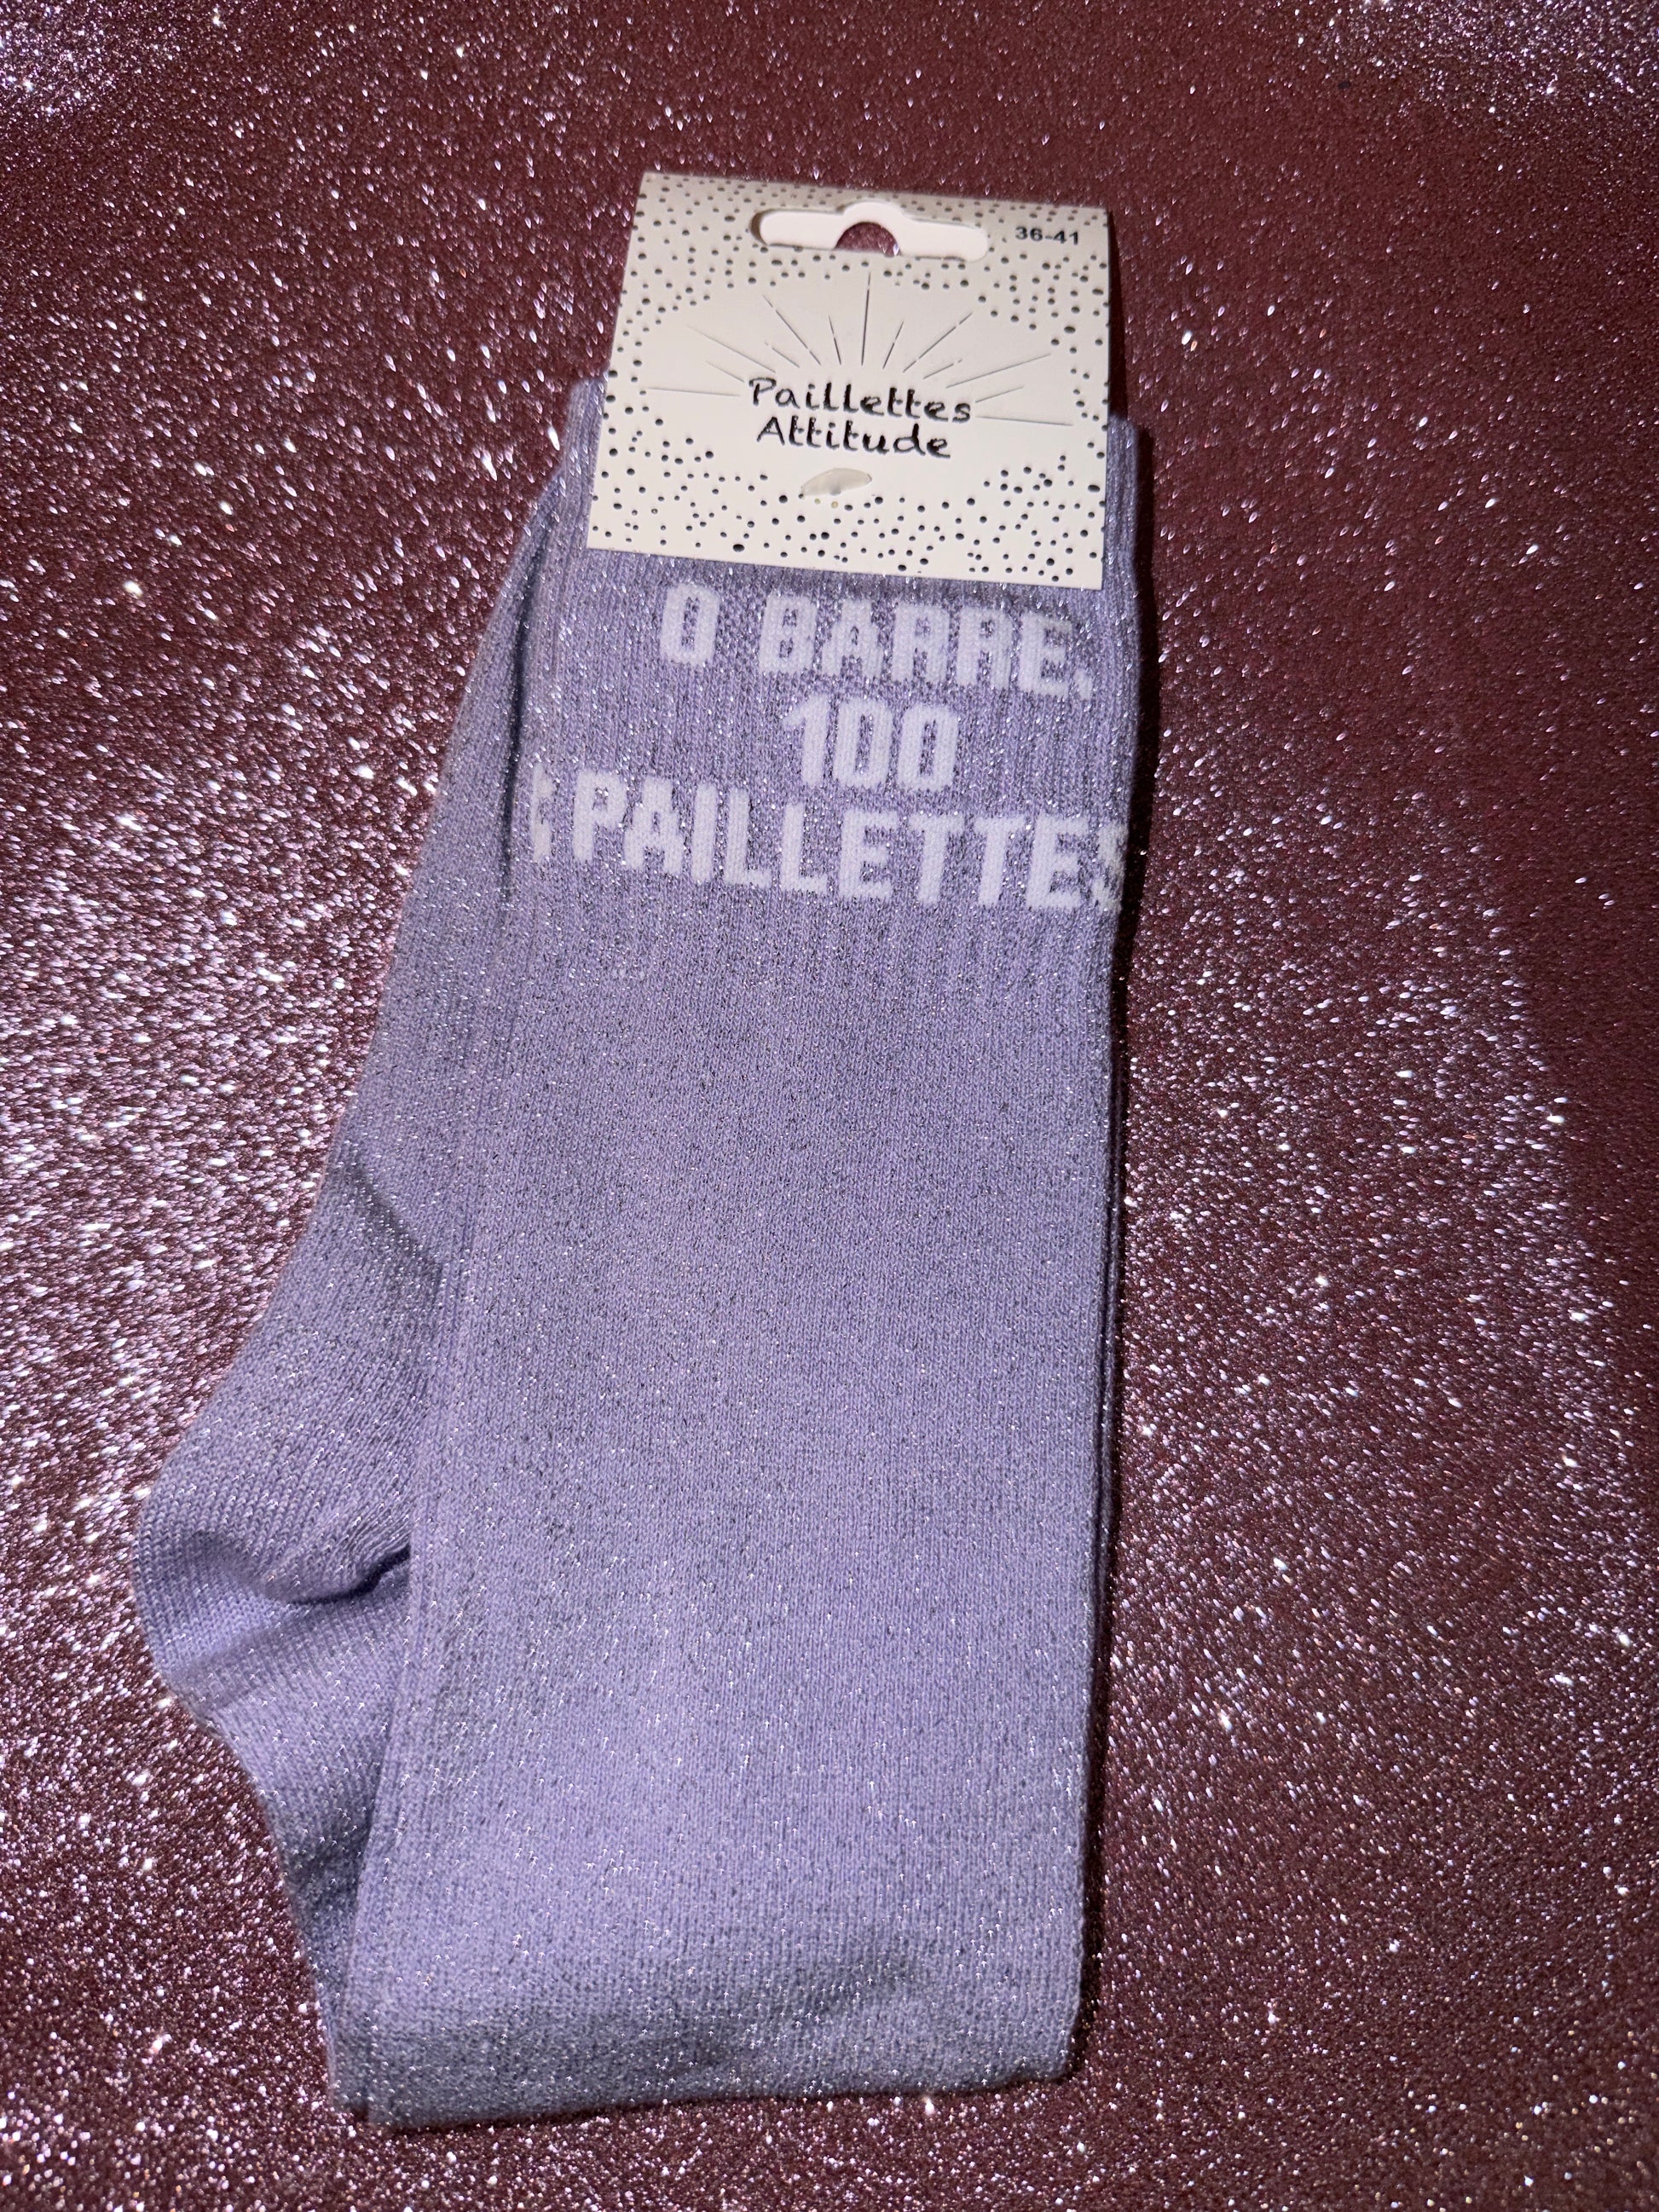 36-41
Paillettes
Attitude
0 BARRE,
100
PAILLETTES